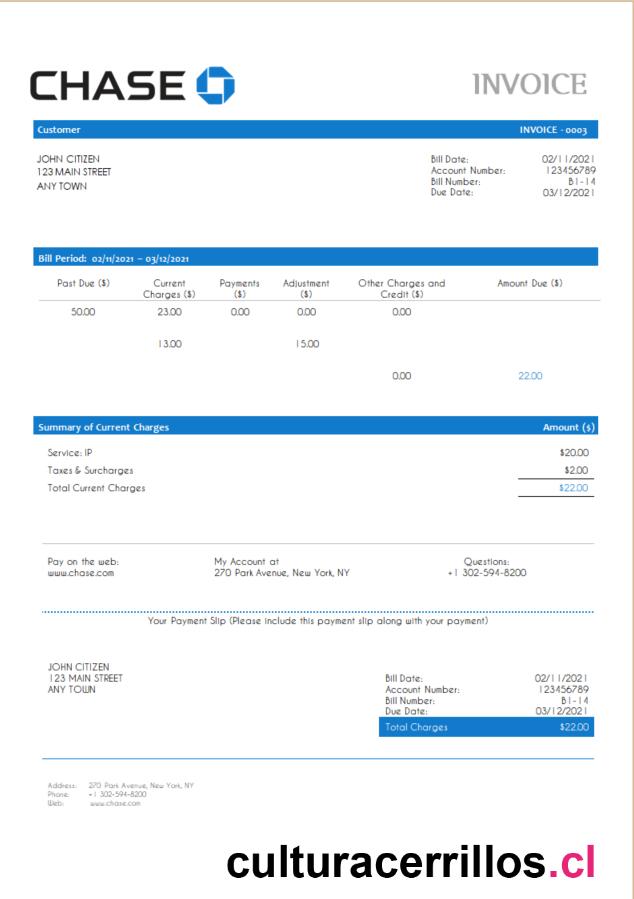 CHASE
INVOICE
Customer INVOICE - 0003
JOHN CITIZEN
123 MAIN STREET
ANY TOWN
Bill Date: 02/11/2021
Account Number: 123456789
Bill Number: B1-14
Due Date: 03/12/2021
Bill Period: 02/11/2021 – 03/12/2021
Past Due ($) Current Charges ($) Payments ($) Adjustment ($) Other Charges and Credit ($) Amount Due ($)
50.00 23.00 0.00 0.00 0.00
13.00 15.00
0.00 22.00
Summary of Current Charges Amount ($)
Service: IP $20.00
Taxes & Surcharges $2.00
Total Current Charges $22.00
Pay on the web: My Account at Questions:
www.chase.com 270 Park Avenue, New York, NY +1 302-594-8200
Your Payment Slip (Please include this payment slip along with your payment)
JOHN CITIZEN
123 MAIN STREET
ANY TOWN
Bill Date: 02/11/2021
Account Number: 123456789
Bill Number: B1-14
Due Date: 03/12/2021
Total Charges $22.00
Address: 270 Park Avenue, New York, NY
Phone: +1 302-594-8200
Web: www.chase.com
culturacerrillos.cl